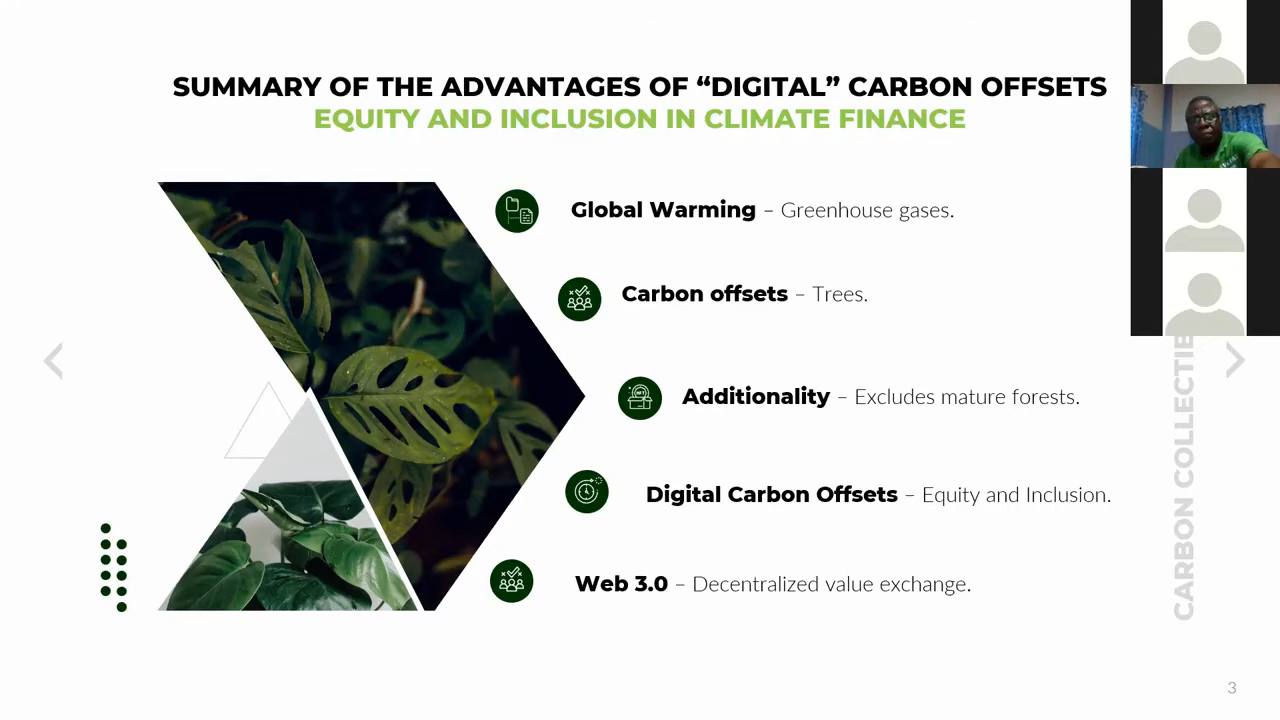 SUMMARY OF THE ADVANTAGES OF “DIGITAL” CARBON OFFSETS
EQUITY AND INCLUSION IN CLIMATE FINANCE
Global Warming – Greenhouse gases.
Carbon offsets – Trees.
Additionality – Excludes mature forests.
Digital Carbon Offsets – Equity and Inclusion.
Web 3.0 – Decentralized value exchange.
CARBON
3